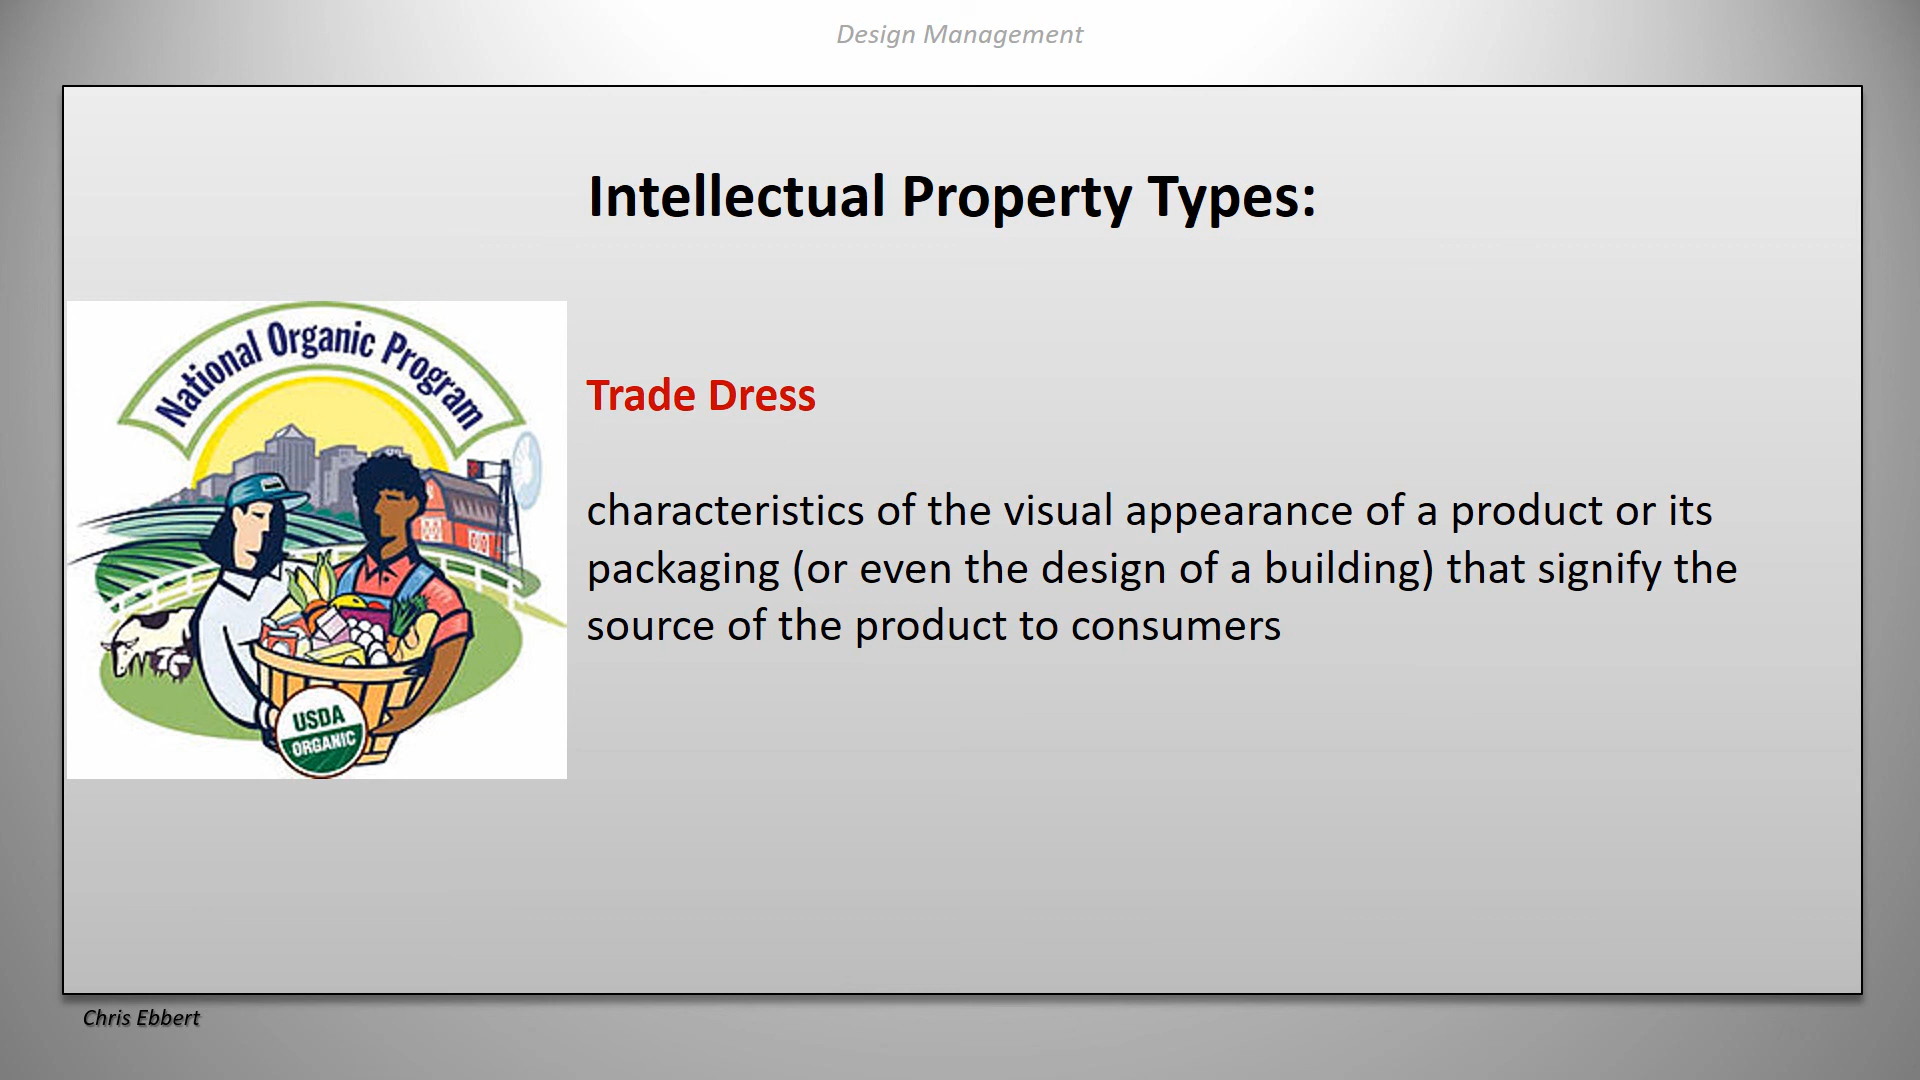 Design Management
Intellectual Property Types:
National Organic Program
Trade Dress
characteristics of the visual appearance of a product or its
packaging (or even the design of a building) that signify the
source of the product to consumers
USDA
ORGANIC
Chris Ebbert